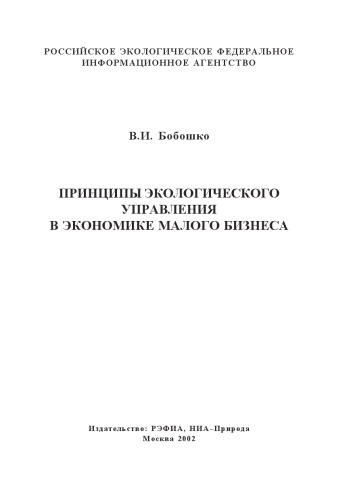 РОССИЙСКОЕ ЭКОЛОГИЧЕСКОЕ ФЕДЕРАЛЬНОЕ
ИНФОРМАЦИОННОЕ АГЕНТСТВО
В.И. Бобошко
ПРИНЦИПЫ ЭКОЛОГИЧЕСКОГО
УПРАВЛЕНИЯ
В ЭКОНОМИКЕ МАЛОГО БИЗНЕСА
Издательство: РЭФИА, НИА–Природа
Москва 2002